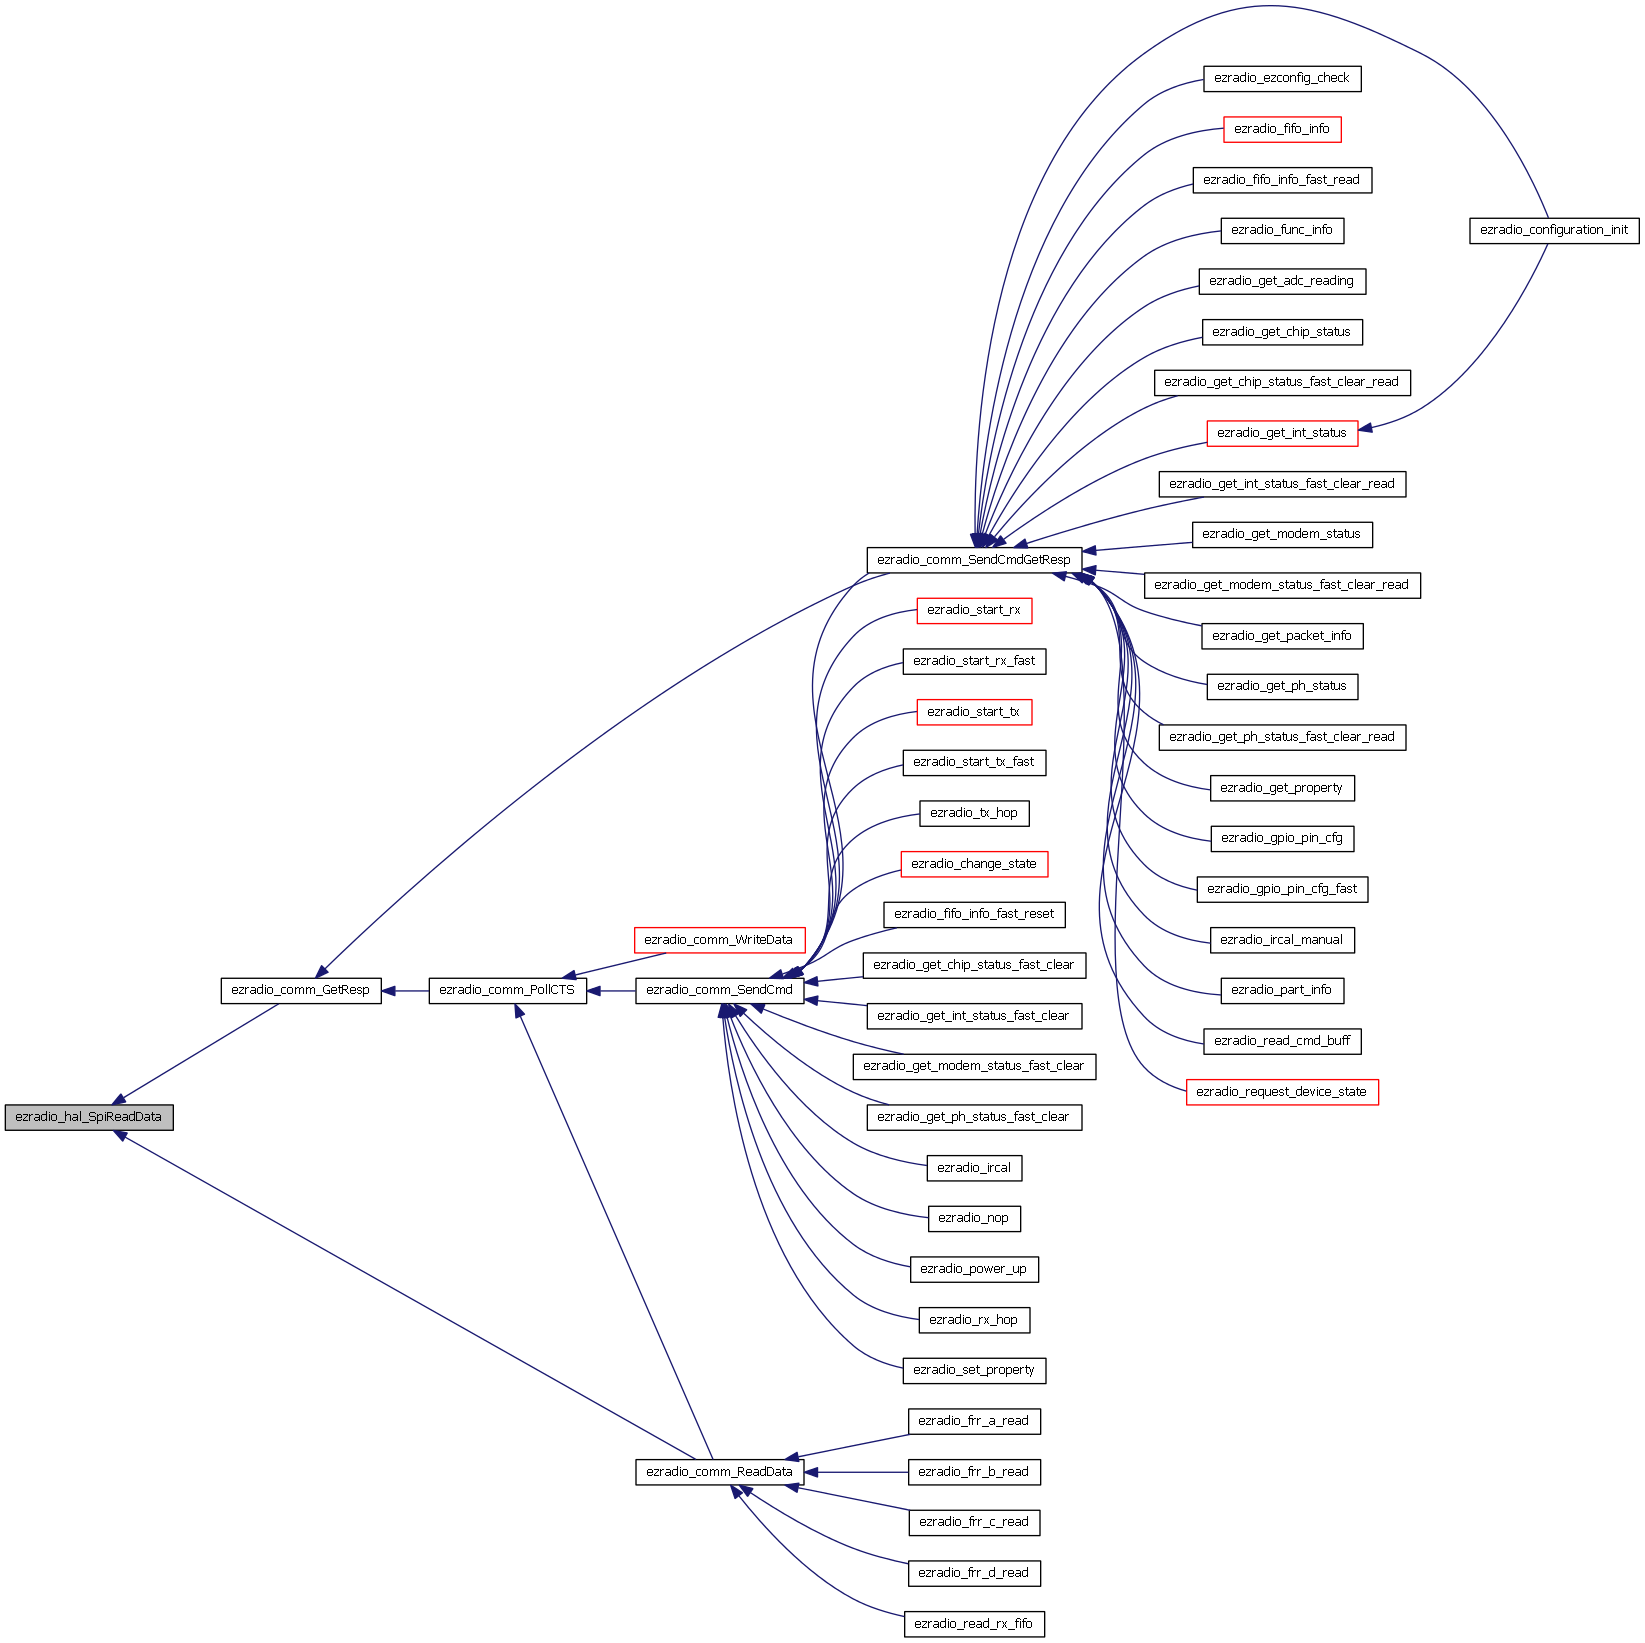 ezradio_ezconfig_check
ezradio_fifo_info
ezradio_fifo_info_fast_read
ezradio_func_info
ezradio_configuration_init
ezradio_get_adc_reading
ezradio_get_chip_status
ezradio_get_chip_status_fast_clear_read
ezradio_get_int_status
ezradio_get_int_status_fast_clear_read
ezradio_get_modem_status
ezradio_comm_SendCmdGetResp
ezradio_get_modem_status_fast_clear_read
ezradio_start_rx
ezradio_get_packet_info
ezradio_start_rx_fast
ezradio_get_ph_status
ezradio_start_tx
ezradio_get_ph_status_fast_clear_read
ezradio_start_tx_fast
ezradio_get_property
ezradio_tx_hop
ezradio_gpio_pin_cfg
ezradio_change_state
ezradio_gpio_pin_cfg_fast
ezradio_fifo_info_fast_reset
ezradio_comm_WriteData
ezradio_ircal_manual
ezradio_get_chip_status_fast_clear
ezradio_comm_GetResp
ezradio_comm_PollCTS
ezradio_comm_SendCmd
ezradio_part_info
ezradio_get_int_status_fast_clear
ezradio_read_cmd_buff
ezradio_get_modem_status_fast_clear
ezradio_request_device_state
ezradio_hal_SpiReadData
ezradio_get_ph_status_fast_clear
ezradio_ircal
ezradio_nop
ezradio_power_up
ezradio_rx_hop
ezradio_set_property
ezradio_frr_a_read
ezradio_comm_ReadData
ezradio_frr_b_read
ezradio_frr_c_read
ezradio_frr_d_read
ezradio_read_rx_fifo